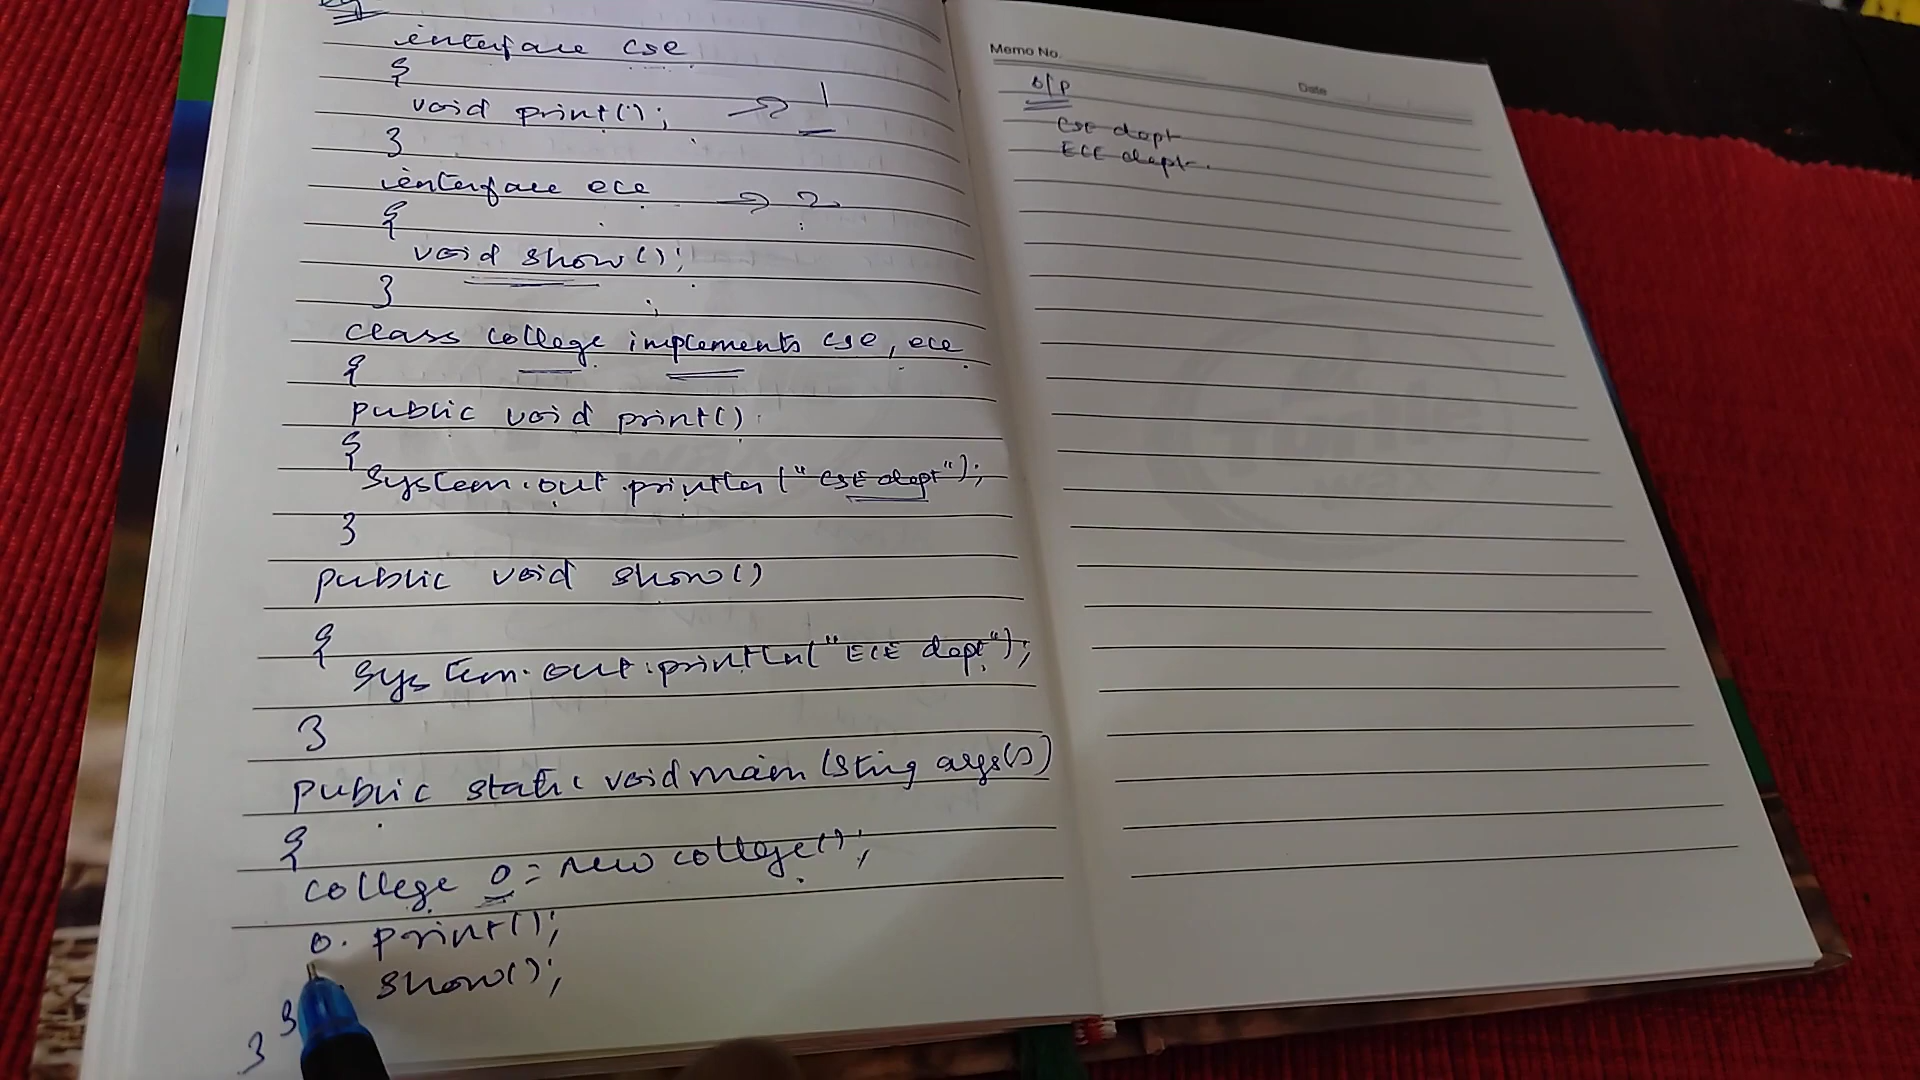 Eg
interface cse
{
void print(); → 1
}
interface ece → 2
{
void show();
}
class college implements cse, ece
{
public void print()
{
System.out.println("CSE dept");
}
public void show()
{
System.out.println("ECE dept");
}
public static void main (String args[])
{
college o = new college();
o. print();
. show();
}
}
Memo No.
Date
O/P
CSE dept
ECE dept.